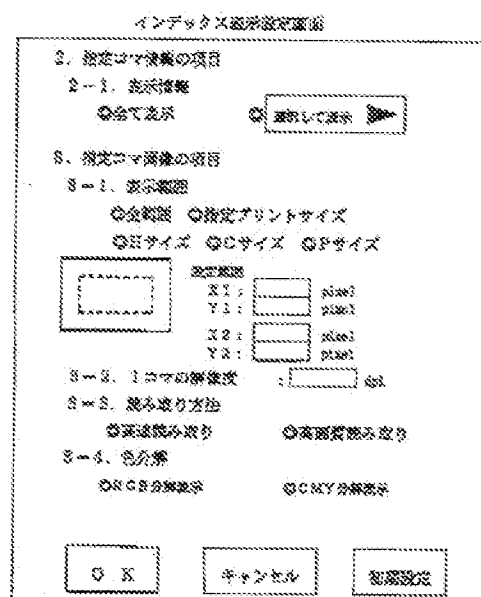 インデックス表示設定画面
2. 指定コマ情報の項目
2-1. 表示情報
○全て表示 ○選択して表示
3. 指定コマ画像の項目
3-1. 表示範囲
○全範囲 ○指定プリントサイズ
○Hサイズ ○Cサイズ ○Pサイズ
設定範囲
X1: pixel
Y1: pixel
X2: pixel
Y2: pixel
3-2. 1コマの解像度 : dpi
3-3. 読み取り方法
○高速読み取り ○高画質読み取り
3-4. 色分解
○RGB分解表示 ○CMY分解表示
OK キャンセル 初期設定